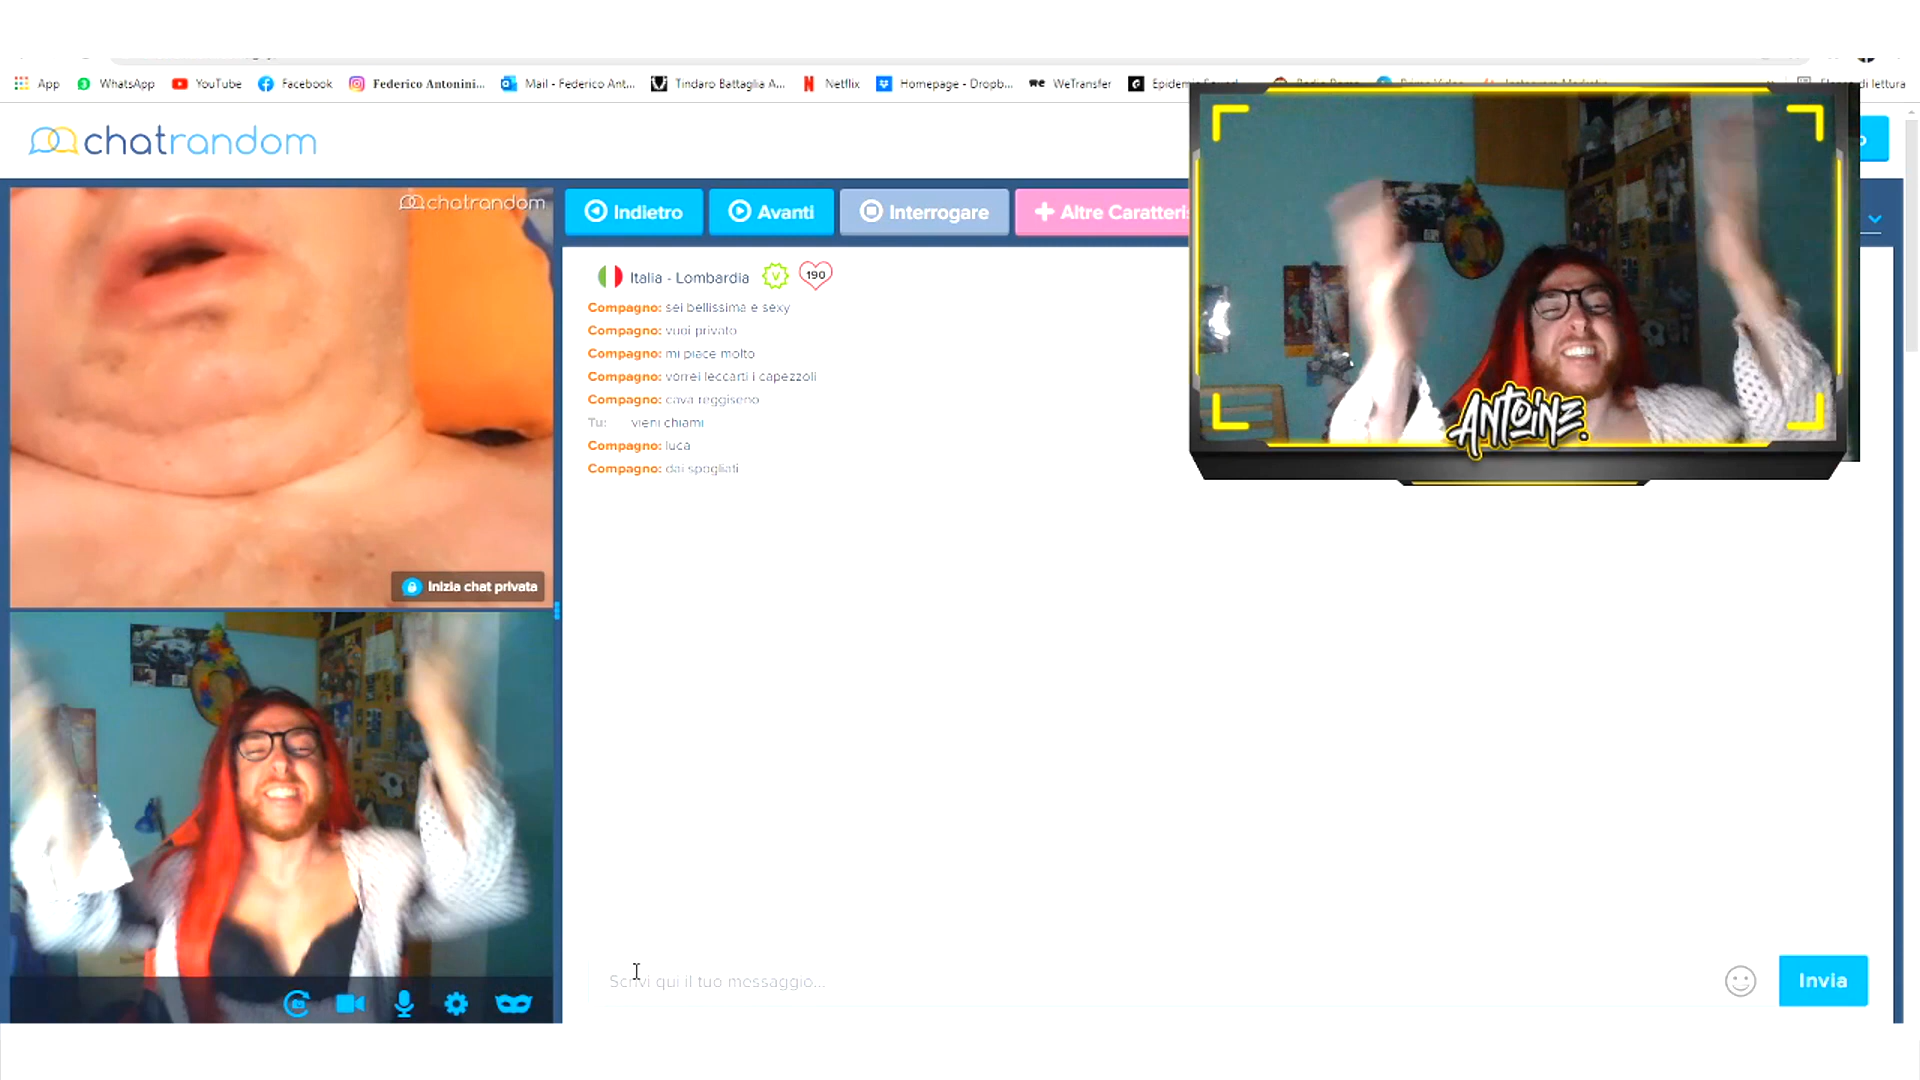 App WhatsApp YouTube Facebook Federico Antonini... Mail - Federico Ant... Tindaro Battaglia A... Netflix Homepage - Dropb... WeTransfer di lettura
chatrandom
chatrandom
Indietro Avanti Interrogare Altre Caratteris
Italia - Lombardia V 190
Compagno: sei bellissima e sexy
Compagno: vuoi privato
Compagno: mi piace molto
Compagno: vorrei leccarti i capezzoli
Compagno: cava reggiseno
Tu: vieni chiami
Compagno: luca
Compagno: dai spogliati
ANTOINE.
Inizia chat privata
Scrivi qui il tuo messaggio...
Invia